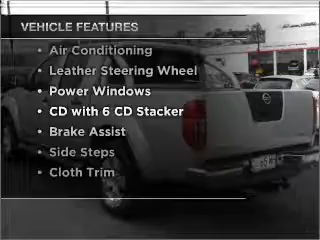 VEHICLE FEATURES
• Air Conditioning
• Leather Steering Wheel
• Power Windows
• CD with 6 CD Stacker
• Brake Assist
• Side Steps
• Cloth Trim